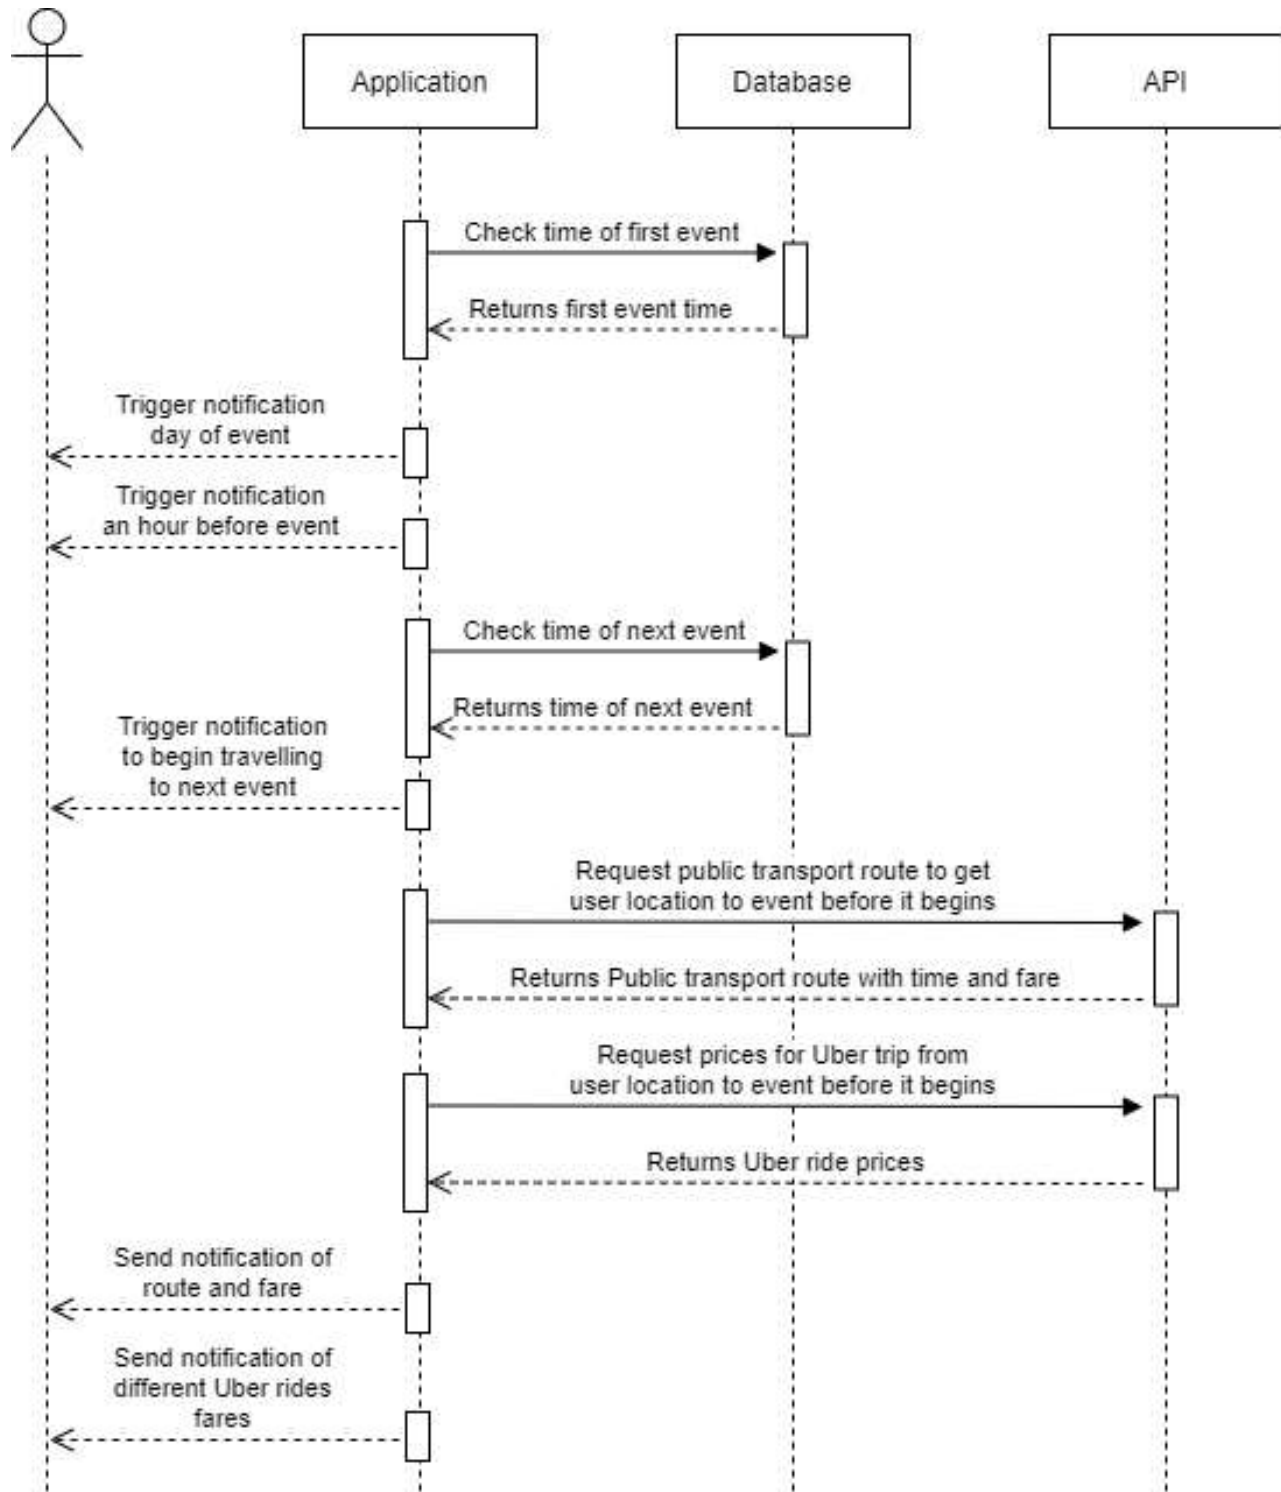 Application
Database
API
Check time of first event
Returns first event time
Trigger notification
day of event
Trigger notification
an hour before event
Check time of next event
Returns time of next event
Trigger notification
to begin travelling
to next event
Request public transport route to get
user location to event before it begins
Returns Public transport route with time and fare
Request prices for Uber trip from
user location to event before it begins
Returns Uber ride prices
Send notification of
route and fare
Send notification of
different Uber rides
fares